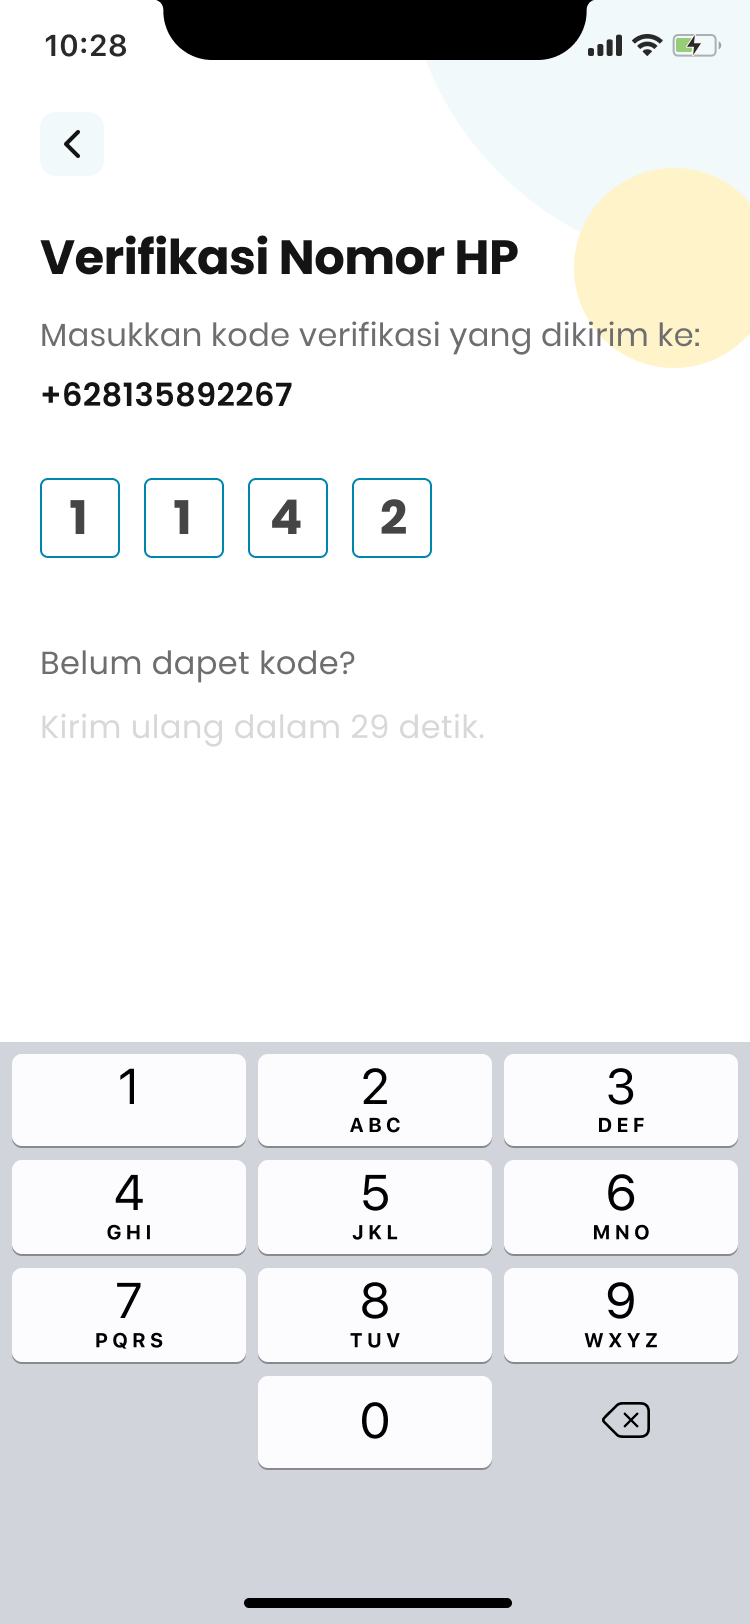 10:28
Verifikasi Nomor HP
Masukkan kode verifikasi yang dikirim ke:
+628135892267
1 1 4 2
Belum dapet kode?
Kirim ulang dalam 29 detik.
1 2 3
ABC DEF
4 5 6
GHI JKL MNO
7 8 9
PQRS TUV WXYZ
0